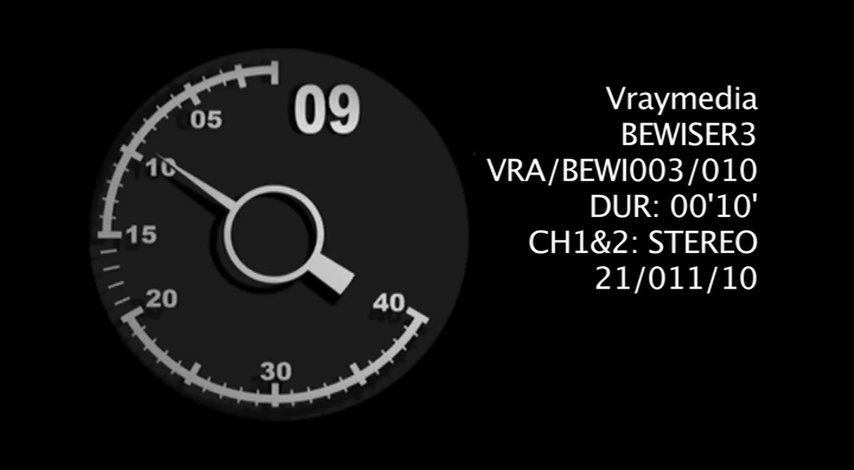 09
05
10
15
20
30
40
Vraymedia
BEWISER3
VRA/BEWI003/010
DUR: 00'10'
CH1&2: STEREO
21/011/10